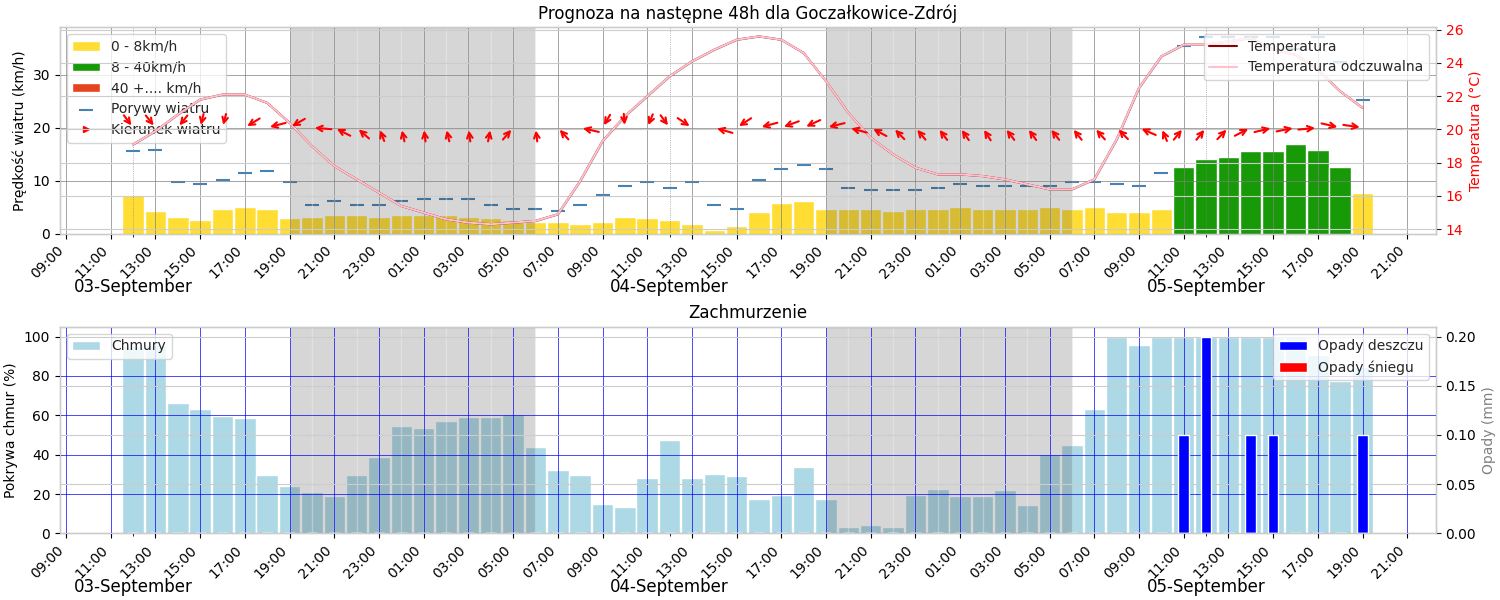 Prognoza na następne 48h dla Goczałkowice-Zdrój
Prędkość wiatru (km/h)
30
20
10
0
0 - 8km/h
8 - 40km/h
40 +.... km/h
Porywy wiatru
Kierunek wiatru
Temperatura
Temperatura odczuwalna
26
24
22
20
18
16
14
Temperatura (°C)
09:00 11:00 13:00 15:00 17:00 19:00 21:00 23:00 01:00 03:00 05:00 07:00 09:00 11:00 13:00 15:00 17:00 19:00 21:00 23:00 01:00 03:00 05:00 07:00 09:00 11:00 13:00 15:00 17:00 19:00 21:00
03-September 04-September 05-September
Zachmurzenie
Pokrywa chmur (%)
100
80
60
40
20
0
Chmury
Opady deszczu
Opady śniegu
0.20
0.15
0.10
0.05
0.00
Opady (mm)
09:00 11:00 13:00 15:00 17:00 19:00 21:00 23:00 01:00 03:00 05:00 07:00 09:00 11:00 13:00 15:00 17:00 19:00 21:00 23:00 01:00 03:00 05:00 07:00 09:00 11:00 13:00 15:00 17:00 19:00 21:00
03-September 04-September 05-September